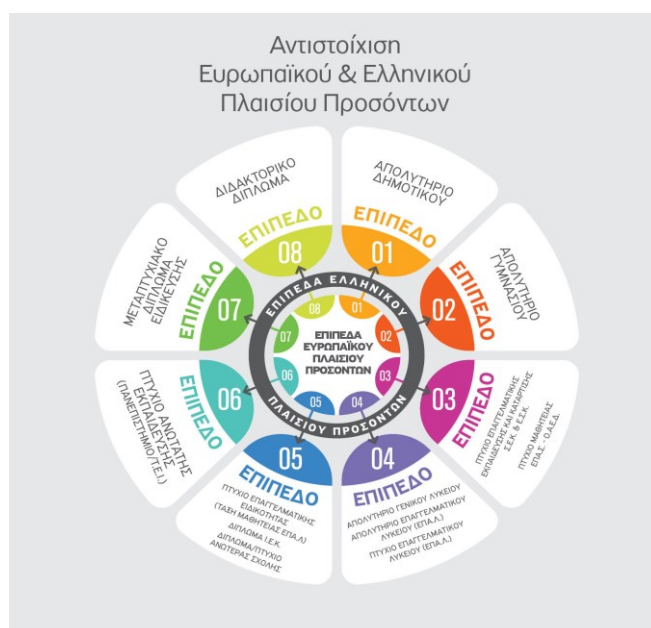 Αντιστοίχιση
Ευρωπαϊκού & Ελληνικού
Πλαισίου Προσόντων
ΑΠΟΛΥΤΗΡΙΟ
ΔΗΜΟΤΙΚΟΥ
ΕΠΙΠΕΔΟ
01
ΑΠΟΛΥΤΗΡΙΟ
ΓΥΜΝΑΣΙΟΥ
ΕΠΙΠΕΔΟ
02
ΕΠΙΠΕΔΟ
03
ΠΤΥΧΙΟ ΕΠΑΓΓΕΛΜΑΤΙΚΗΣ
ΕΚΠΑΙΔΕΥΣΗΣ ΚΑΙ ΚΑΤΑΡΤΙΣΗΣ
Σ.Ε.Κ. & Ε.Σ.Κ.
ΠΤΥΧΙΟ ΜΑΘΗΤΕΙΑΣ
ΕΠΑ.Σ. - Ο.Α.Ε.Δ.
04
ΕΠΙΠΕΔΟ
ΑΠΟΛΥΤΗΡΙΟ ΓΕΝΙΚΟΥ ΛΥΚΕΙΟΥ
ΑΠΟΛΥΤΗΡΙΟ ΕΠΑΓΓΕΛΜΑΤΙΚΟΥ
ΛΥΚΕΙΟΥ (ΕΠΑ.Λ.)
ΠΤΥΧΙΟ ΕΠΑΓΓΕΛΜΑΤΙΚΟΥ
ΛΥΚΕΙΟΥ (ΕΠΑ.Λ.)
05
ΕΠΙΠΕΔΟ
ΠΤΥΧΙΟ ΕΠΑΓΓΕΛΜΑΤΙΚΗΣ
ΕΙΔΙΚΟΤΗΤΑΣ
(ΤΑΞΗ ΜΑΘΗΤΕΙΑΣ ΕΠΑ.Λ)
ΔΙΠΛΩΜΑ Ι.Ε.Κ.
ΔΙΠΛΩΜΑ/ΠΤΥΧΙΟ
ΑΝΩΤΕΡΑΣ ΣΧΟΛΗΣ
06
ΕΠΙΠΕΔΟ
ΠΤΥΧΙΟ ΑΝΩΤΑΤΗΣ
ΕΚΠΑΙΔΕΥΣΗΣ
(ΠΑΝΕΠΙΣΤΗΜΙΟ/Τ.Ε.Ι.)
07
ΕΠΙΠΕΔΟ
ΜΕΤΑΠΤΥΧΙΑΚΟ
ΔΙΠΛΩΜΑ
ΕΙΔΙΚΕΥΣΗΣ
ΔΙΔΑΚΤΟΡΙΚΟ
ΔΙΠΛΩΜΑ
ΕΠΙΠΕΔΟ
08
ΕΠΙΠΕΔΑ ΕΛΛΗΝΙΚΟΥ
ΠΛΑΙΣΙΟΥ ΠΡΟΣΟΝΤΩΝ
01
02
03
04
05
06
07
08
ΕΠΙΠΕΔΑ
ΕΥΡΩΠΑΪΚΟΥ
ΠΛΑΙΣΙΟΥ
ΠΡΟΣΟΝΤΩΝ